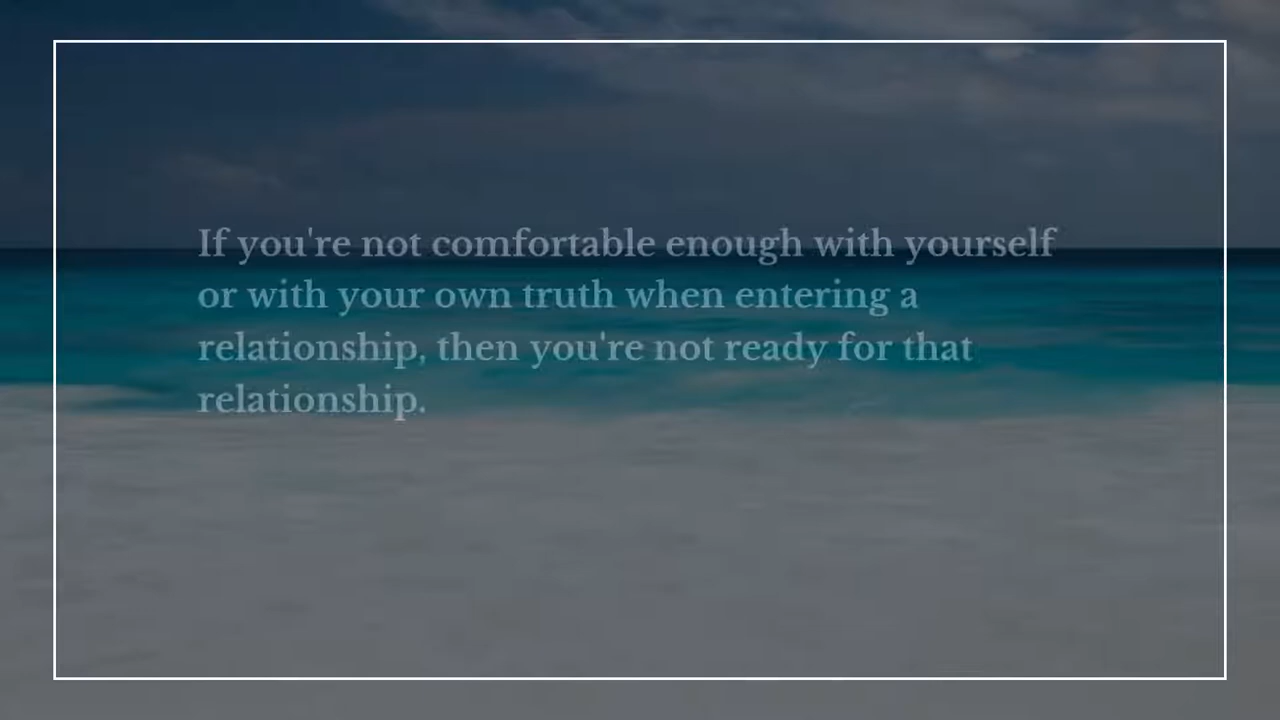 If you're not comfortable enough with yourself
or with your own truth when entering a
relationship, then you're not ready for that
relationship.